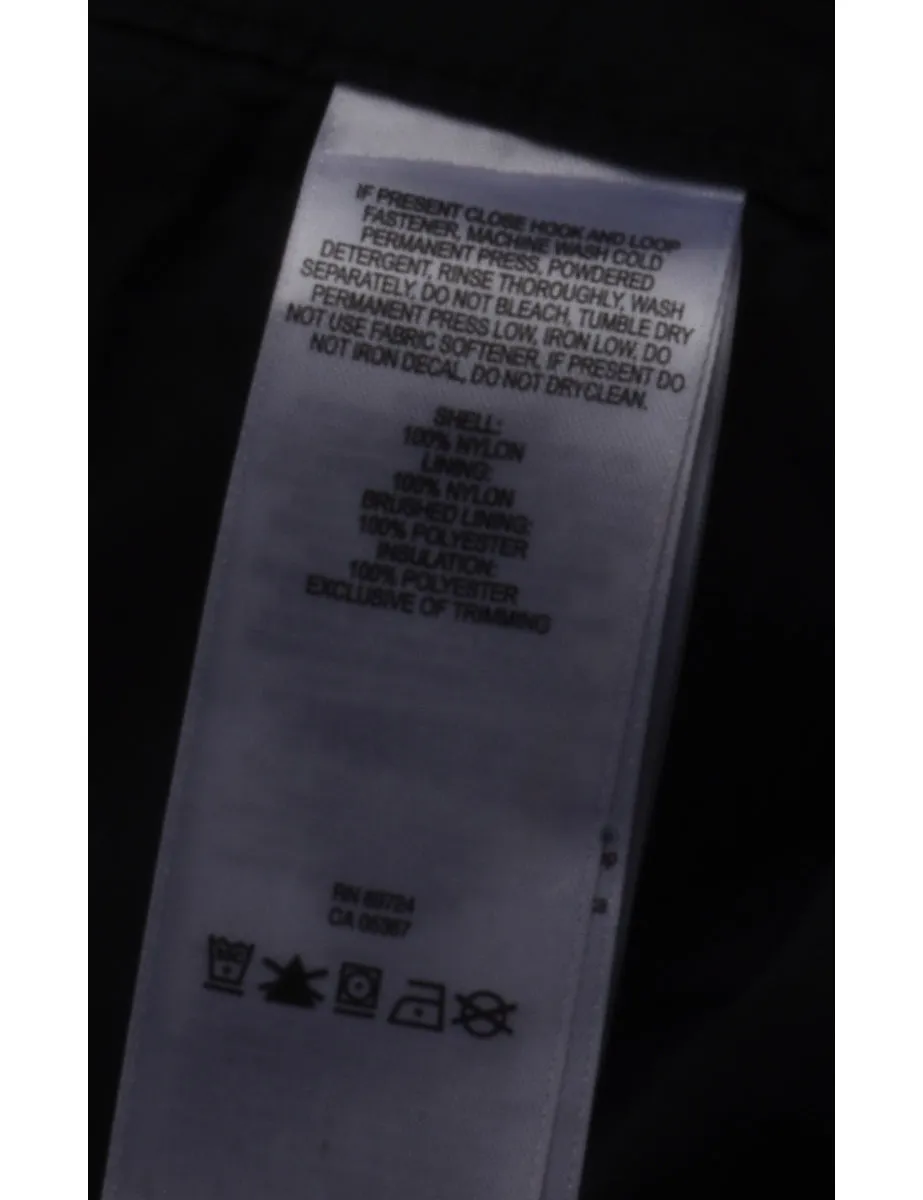 IF PRESENT CLOSE HOOK AND LOOP
FASTENER, MACHINE WASH COLD
PERMANENT PRESS, POWDERED
DETERGENT, RINSE THOROUGHLY, WASH
SEPARATELY, DO NOT BLEACH, TUMBLE DRY
PERMANENT PRESS LOW, IRON LOW, DO
NOT USE FABRIC SOFTENER, IF PRESENT DO
NOT IRON DECAL, DO NOT DRYCLEAN.
SHELL:
100% NYLON
LINING:
100% NYLON
BRUSHED LINING:
100% POLYESTER
INSULATION:
100% POLYESTER
EXCLUSIVE OF TRIMMING
RN
CA